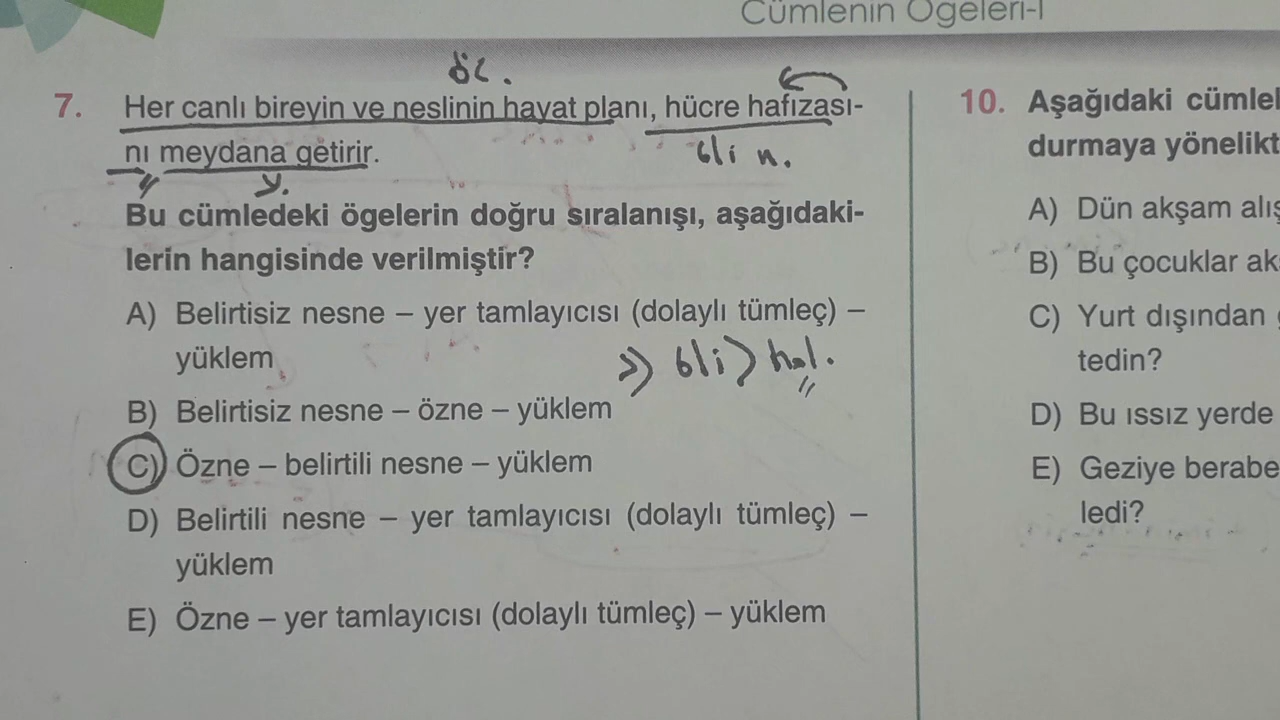 Cümlenin Ögeleri-I
öz.
7. Her canlı bireyin ve neslinin hayat planı, hücre hafızası-
nı meydana getirir.
bli n.
y.
Bu cümledeki ögelerin doğru sıralanışı, aşağıdaki-
lerin hangisinde verilmiştir?
A) Belirtisiz nesne – yer tamlayıcısı (dolaylı tümleç) –
yüklem
bli
B) Belirtisiz nesne – özne – yüklem
C) Özne – belirtili nesne – yüklem
D) Belirtili nesne – yer tamlayıcısı (dolaylı tümleç) –
yüklem
E) Özne – yer tamlayıcısı (dolaylı tümleç) – yüklem
10. Aşağıdaki cümlel
durmaya yönelikt
A) Dün akşam alış
B) Bu çocuklar ak
C) Yurt dışından
tedin?
D) Bu ıssız yerde
E) Geziye berabe
ledi?